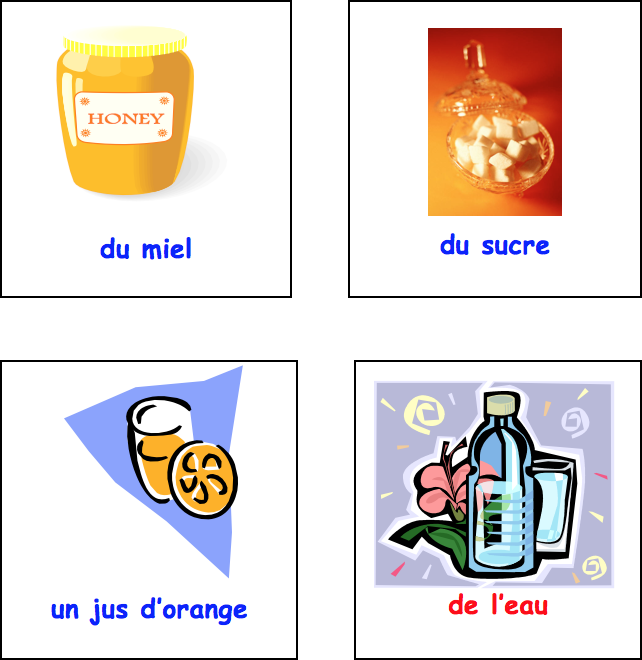 HONEY
du miel
du sucre
un jus d'orange
de l'eau